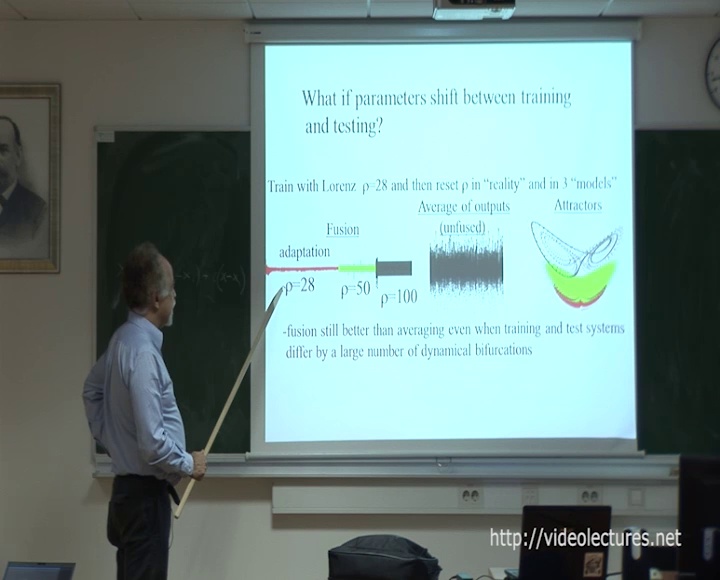 What if parameters shift between training
and testing?
Train with Lorenz ρ=28 and then reset ρ in "reality" and in 3 "models"
Average of outputs
(unfused)
Attractors
Fusion
adaptation
ρ=28
ρ=50
ρ=100
-fusion still better than averaging even when training and test systems
differ by a large number of dynamical bifurcations
http://videolectures.net